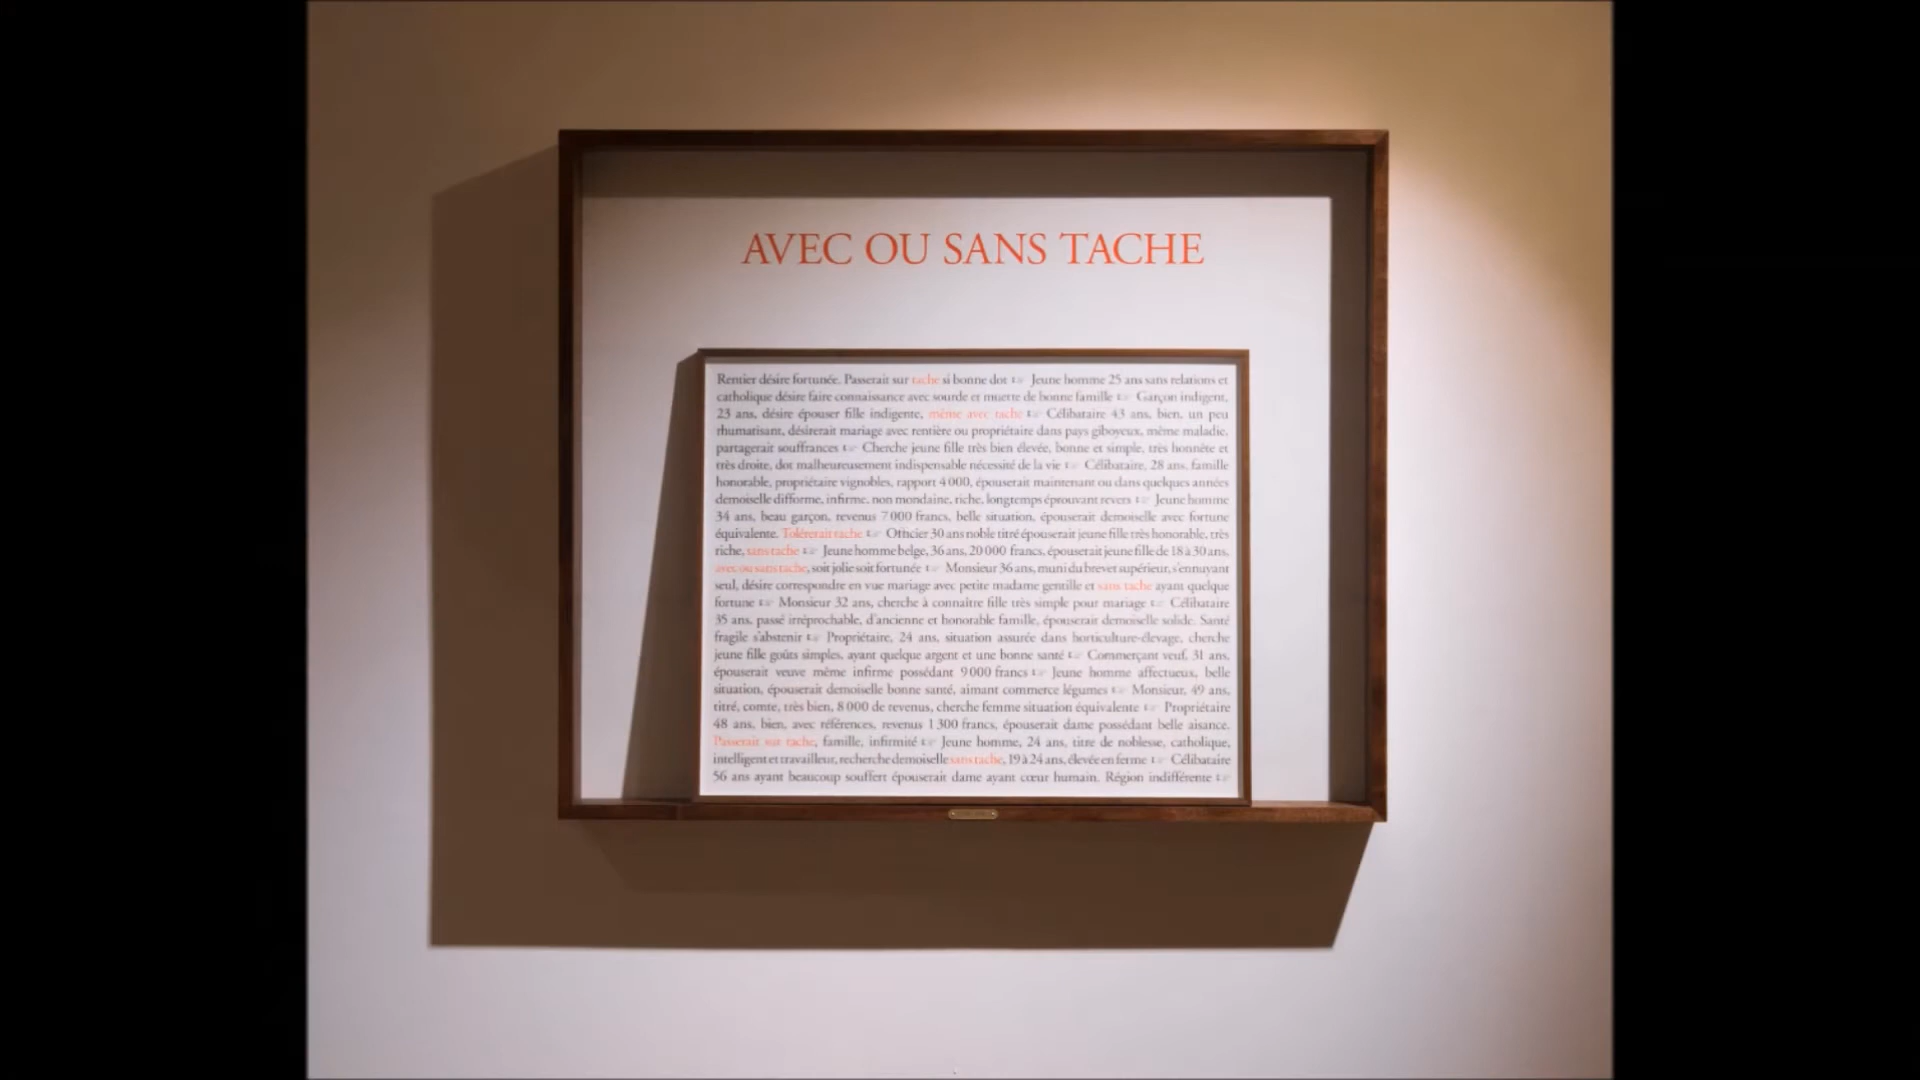 AVEC OU SANS TACHE
Rentier désire fortunée. Passerait sur tache si bonne dot ☞ Jeune homme 25 ans sans relations et
catholique désire faire connaissance avec sourde et muette de bonne famille ☞ Garçon indigent,
23 ans, désire épouser fille indigente, même avec tache ☞ Célibataire 43 ans, bien, un peu
rhumatisant, désirerait mariage avec rentière ou propriétaire dans pays giboyeux, même maladie,
partagerait souffrances ☞ Cherche jeune fille très bien élevée, bonne et simple, très honnête et
très droite, dot malheureusement indispensable nécessité de la vie ☞ Célibataire, 28 ans, famille
honorable, propriétaire vignobles, rapport 4 000, épouserait maintenant ou dans quelques années
demoiselle difforme, infirme, non mondaine, riche, longtemps éprouvant revers ☞ Jeune homme
34 ans, beau garçon, revenus 7 000 francs, belle situation, épouserait demoiselle avec fortune
équivalente. Tolérerait tache ☞ Officier 30 ans noble titré épouserait jeune fille très honorable, très
riche, sans tache ☞ Jeune homme belge, 36 ans, 20 000 francs, épouserait jeune fille de 18 à 30 ans,
avec ou sans tache, soit jolie soit fortunée ☞ Monsieur 36 ans, muni du brevet supérieur, s'ennuyant
seul, désire correspondre en vue mariage avec petite madame gentille et sans tache ayant quelque
fortune ☞ Monsieur 32 ans, cherche à connaître fille très simple pour mariage ☞ Célibataire
35 ans, passé irréprochable, d'ancienne et honorable famille, épouserait demoiselle solide. Santé
fragile s'abstenir ☞ Propriétaire, 24 ans, situation assurée dans horticulture-élevage, cherche
jeune fille goûts simples, ayant quelque argent et une bonne santé ☞ Commerçant veuf, 31 ans,
épouserait veuve même infirme possédant 9 000 francs ☞ Jeune homme affectueux, belle
situation, épouserait demoiselle bonne santé, aimant commerce légumes ☞ Monsieur, 49 ans,
titré, comte, très bien, 8 000 de revenus, cherche femme situation équivalente ☞ Propriétaire
48 ans, bien, avec références, revenus 1 300 francs, épouserait dame possédant belle aisance.
Passerait sur tache, famille, infirmité ☞ Jeune homme, 24 ans, titre de noblesse, catholique,
intelligent et travailleur, recherche demoiselle sans tache, 19 à 24 ans, élevée en ferme ☞ Célibataire
56 ans ayant beaucoup souffert épouserait dame ayant cœur humain. Région indifférente ☞